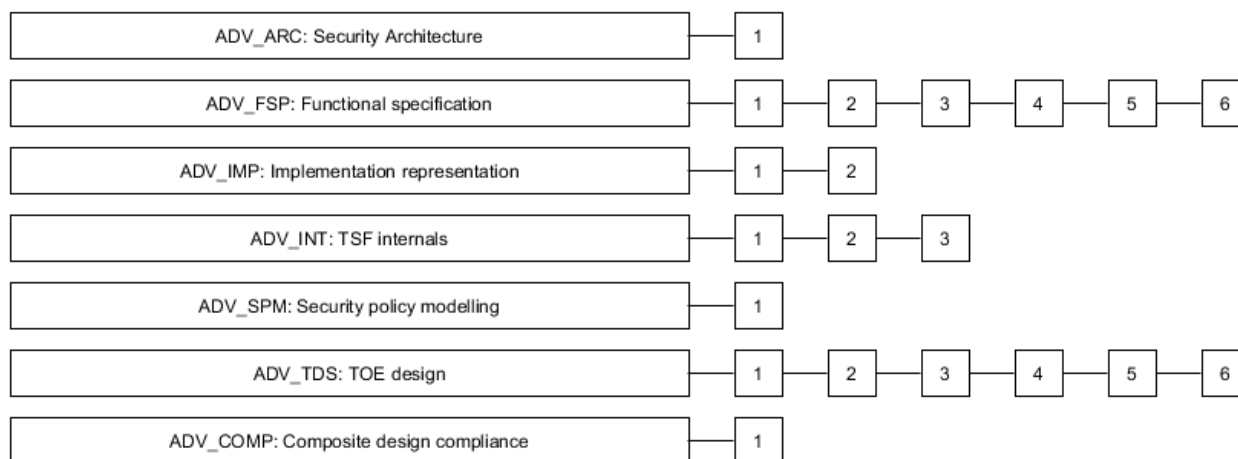 ADV_ARC: Security Architecture 1
ADV_FSP: Functional specification 1 2 3 4 5 6
ADV_IMP: Implementation representation 1 2
ADV_INT: TSF internals 1 2 3
ADV_SPM: Security policy modelling 1
ADV_TDS: TOE design 1 2 3 4 5 6
ADV_COMP: Composite design compliance 1